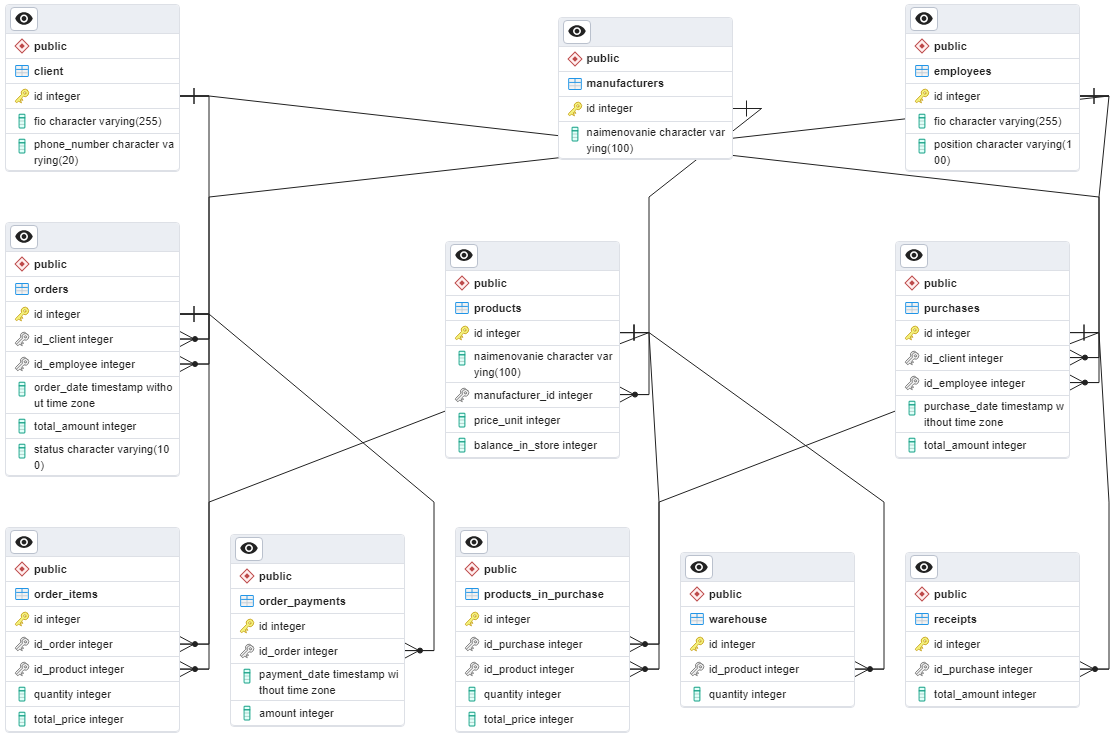 public
client
id integer
fio character varying(255)
phone_number character va
rying(20)
public
manufacturers
id integer
naimenovanie character var
ying(100)
public
employees
id integer
fio character varying(255)
position character varying(1
00)
public
orders
id integer
id_client integer
id_employee integer
order_date timestamp witho
ut time zone
total_amount integer
status character varying(10
0)
public
products
id integer
naimenovanie character var
ying(100)
manufacturer_id integer
price_unit integer
balance_in_store integer
public
purchases
id integer
id_client integer
id_employee integer
purchase_date timestamp w
ithout time zone
total_amount integer
public
order_items
id integer
id_order integer
id_product integer
quantity integer
total_price integer
public
order_payments
id integer
id_order integer
payment_date timestamp wi
thout time zone
amount integer
public
products_in_purchase
id integer
id_purchase integer
id_product integer
quantity integer
total_price integer
public
warehouse
id integer
id_product integer
quantity integer
public
receipts
id integer
id_purchase integer
total_amount integer